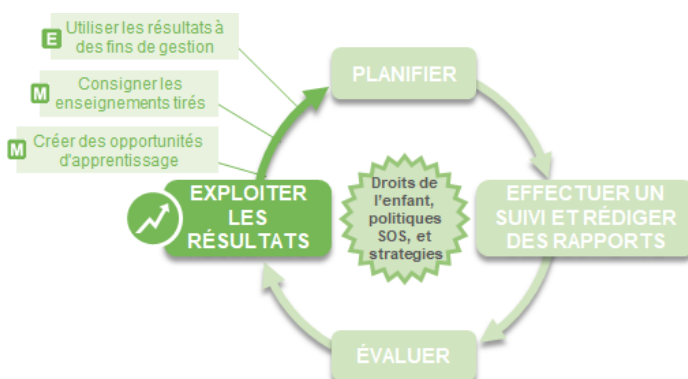 E Utiliser les résultats à
des fins de gestion
M Consigner les
enseignements tirés
M Créer des opportunités
d'apprentissage
PLANIFIER
EXPLOITER
LES
RÉSULTATS
Droits de
l'enfant,
politiques
SOS, et
strategies
EFFECTUER UN
SUIVI ET RÉDIGER
DES RAPPORTS
ÉVALUER